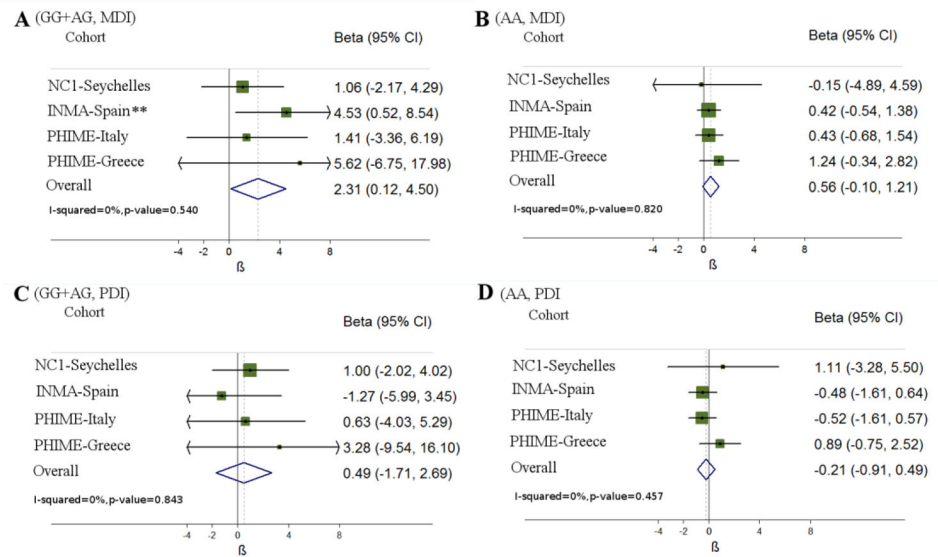 A (GG+AG, MDI)
Cohort Beta (95% CI)
NC1-Seychelles 1.06 (-2.17, 4.29)
INMA-Spain** 4.53 (0.52, 8.54)
PHIME-Italy 1.41 (-3.36, 6.19)
PHIME-Greece 5.62 (-6.75, 17.98)
Overall 2.31 (0.12, 4.50)
I-squared=0%,p-value=0.540
-4 -2 0 4 8
ß
B (AA, MDI)
Cohort Beta (95% CI)
NC1-Seychelles -0.15 (-4.89, 4.59)
INMA-Spain 0.42 (-0.54, 1.38)
PHIME-Italy 0.43 (-0.68, 1.54)
PHIME-Greece 1.24 (-0.34, 2.82)
Overall 0.56 (-0.10, 1.21)
I-squared=0%,p-value=0.820
-4 -2 0 4 8
ß
C (GG+AG, PDI)
Cohort Beta (95% CI)
NC1-Seychelles 1.00 (-2.02, 4.02)
INMA-Spain -1.27 (-5.99, 3.45)
PHIME-Italy 0.63 (-4.03, 5.29)
PHIME-Greece 3.28 (-9.54, 16.10)
Overall 0.49 (-1.71, 2.69)
I-squared=0%,p-value=0.843
-4 -2 0 4 8
ß
D (AA, PDI
Cohort Beta (95% CI)
NC1-Seychelles 1.11 (-3.28, 5.50)
INMA-Spain -0.48 (-1.61, 0.64)
PHIME-Italy -0.52 (-1.61, 0.57)
PHIME-Greece 0.89 (-0.75, 2.52)
Overall -0.21 (-0.91, 0.49)
I-squared=0%,p-value=0.457
-4 -2 0 4 8
ß